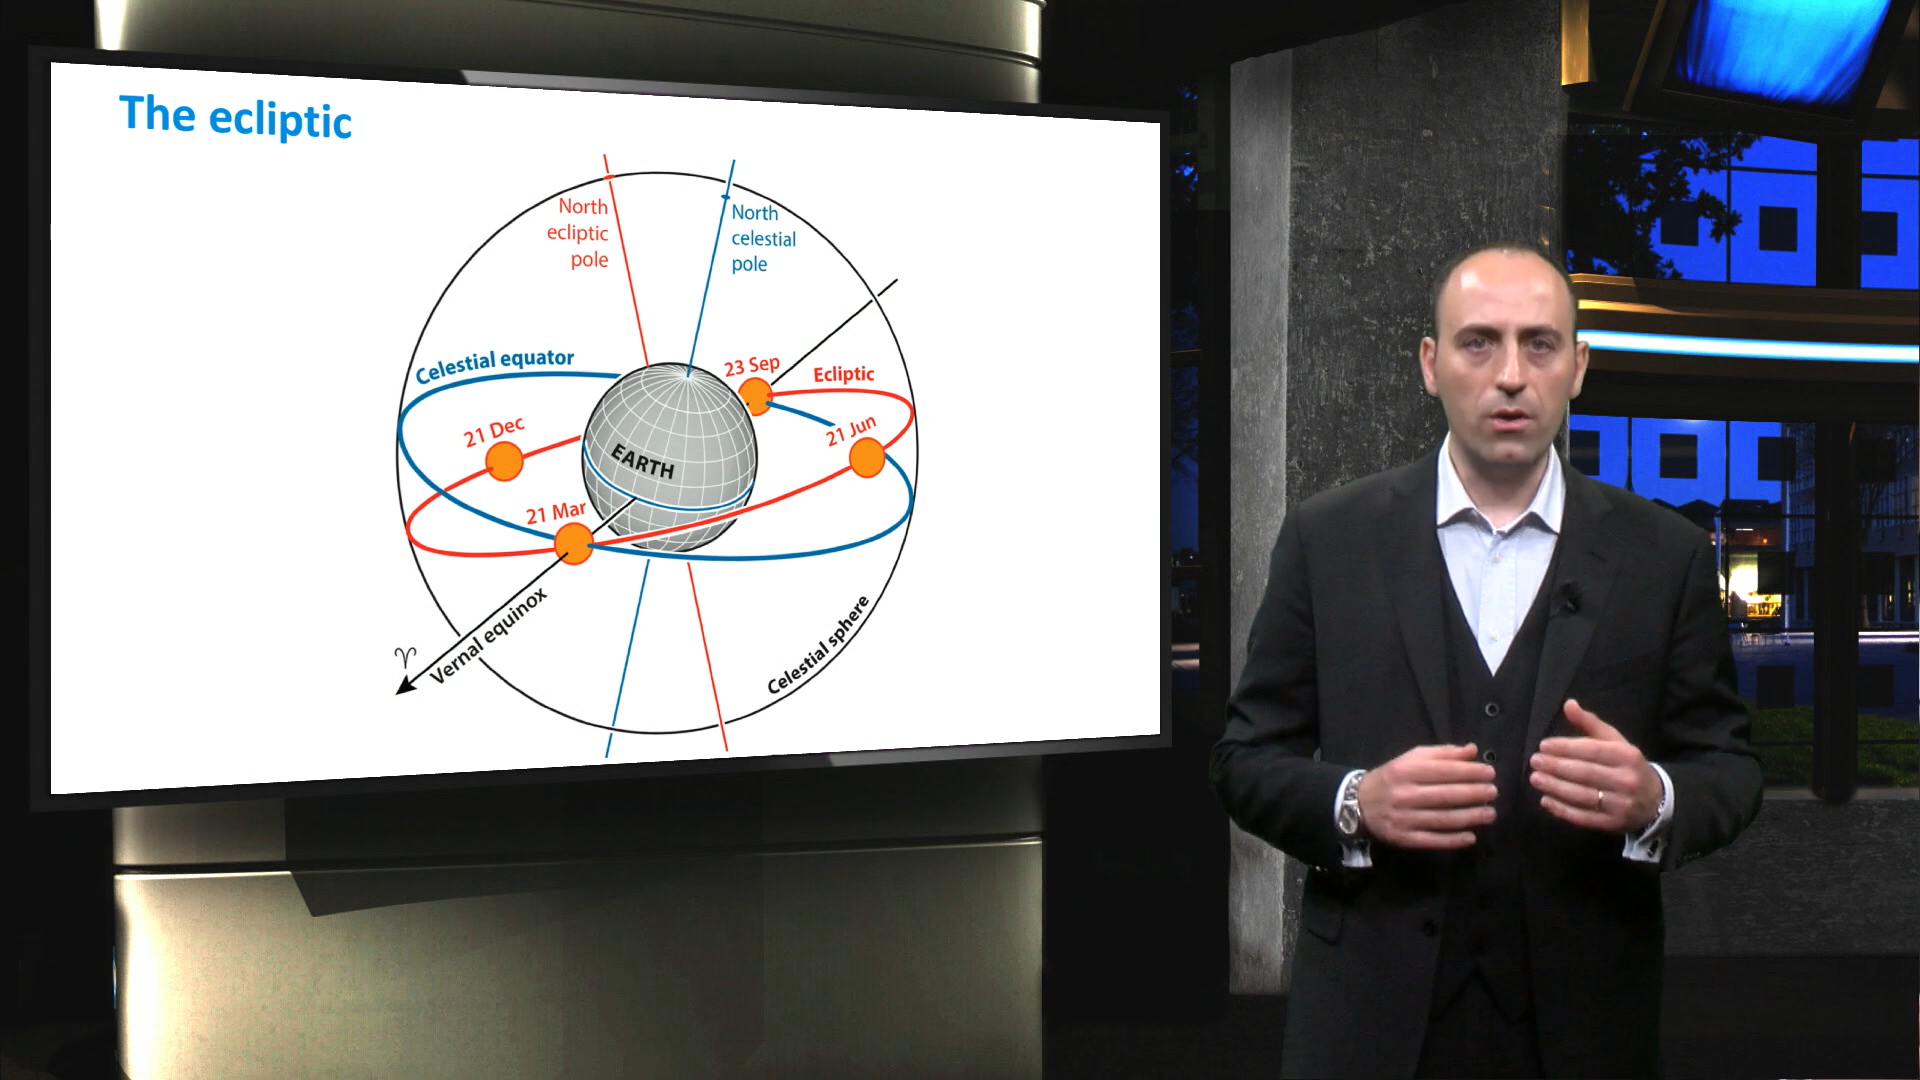 The ecliptic
North
ecliptic
pole
North
celestial
pole
Celestial equator
23 Sep
Ecliptic
21 Dec
21 Jun
EARTH
21 Mar
Vernal equinox
♈
Celestial sphere